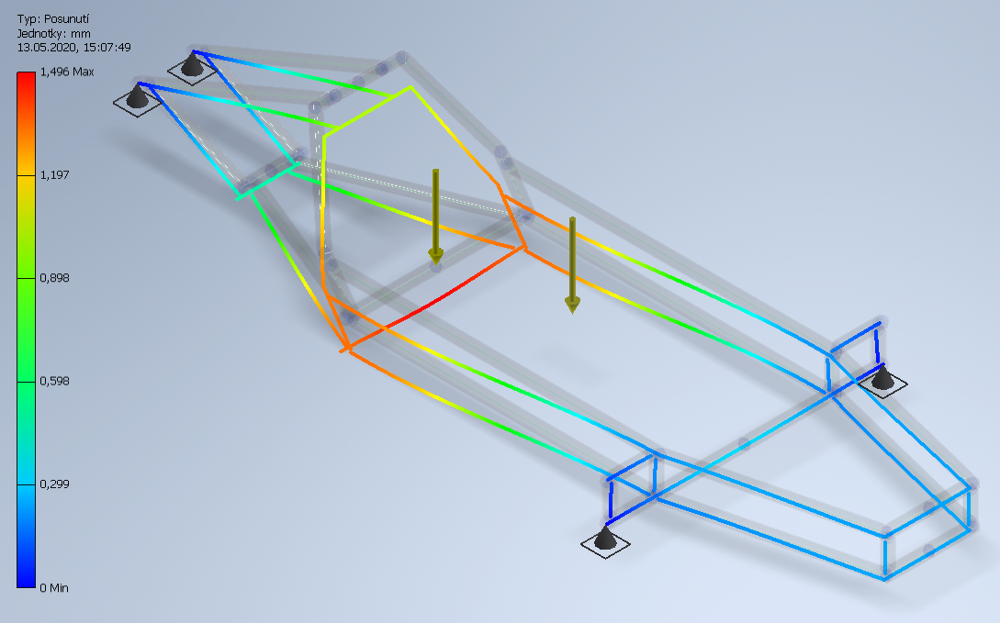 Typ: Posunutí
Jednotky: mm
13.05.2020, 15:07:49
1,496 Max
1,197
0,898
0,598
0,299
0 Min